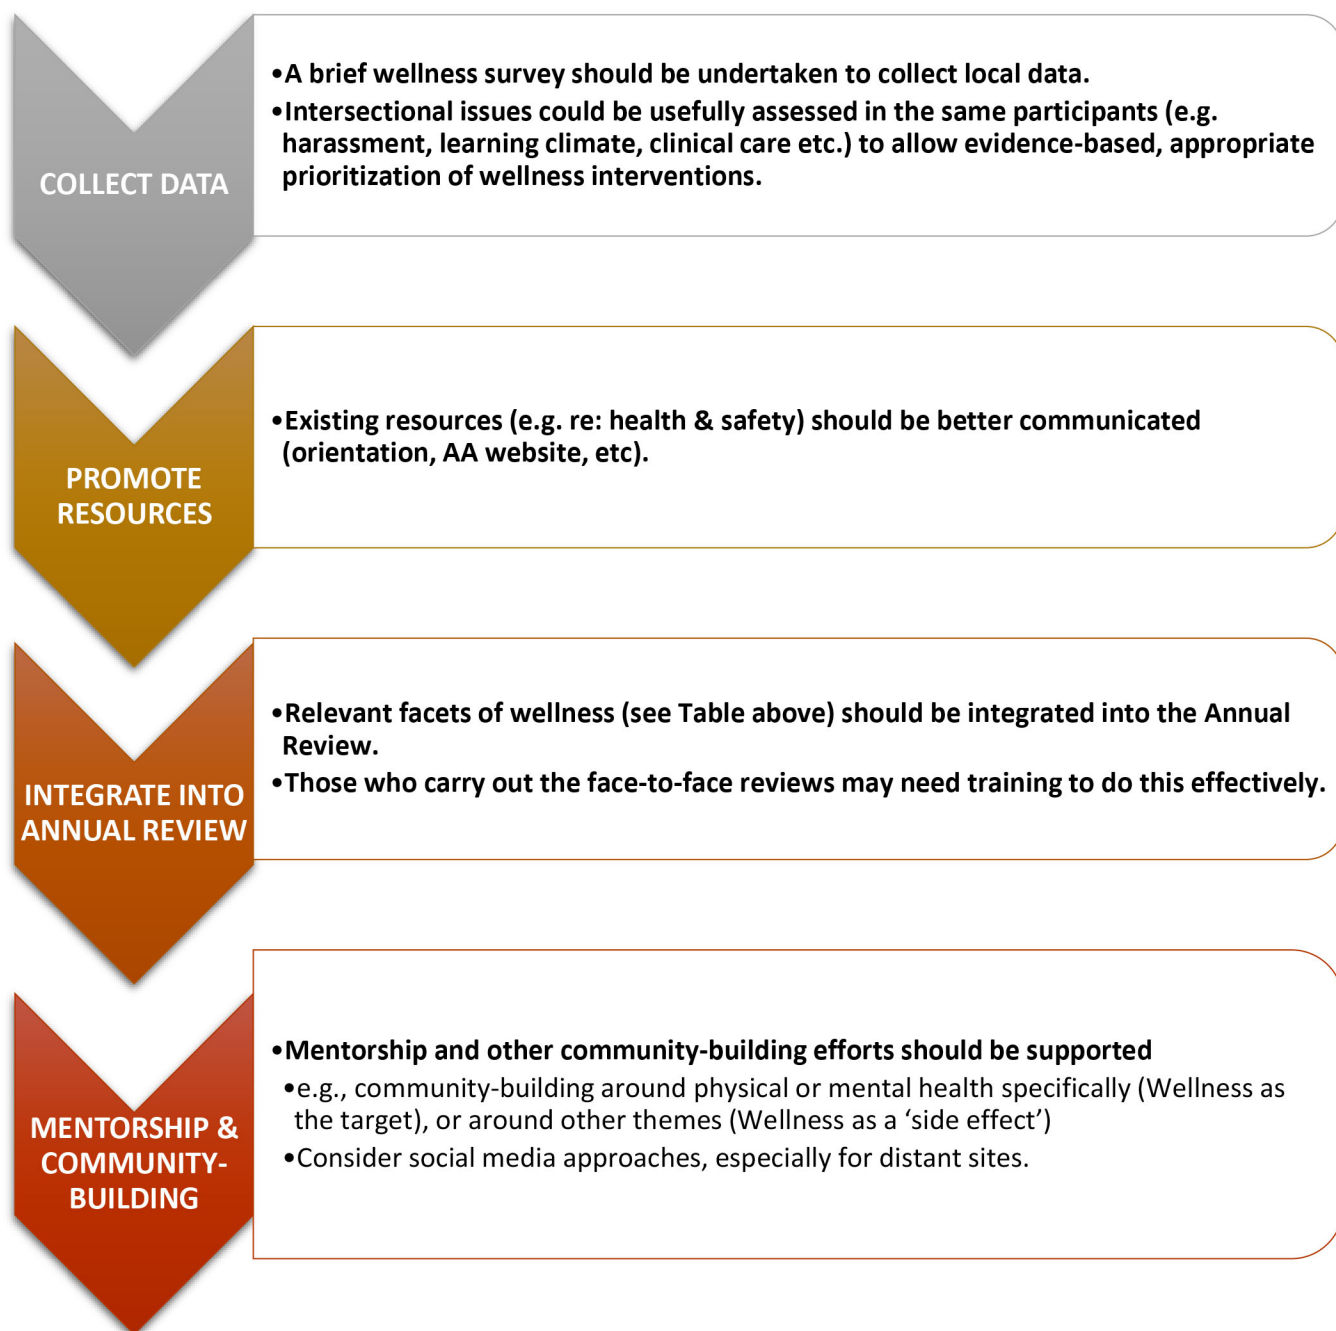 COLLECT DATA
•A brief wellness survey should be undertaken to collect local data.
•Intersectional issues could be usefully assessed in the same participants (e.g.
harassment, learning climate, clinical care etc.) to allow evidence-based, appropriate
prioritization of wellness interventions.
PROMOTE
RESOURCES
•Existing resources (e.g. re: health & safety) should be better communicated
(orientation, AA website, etc).
INTEGRATE INTO
ANNUAL REVIEW
•Relevant facets of wellness (see Table above) should be integrated into the Annual
Review.
•Those who carry out the face-to-face reviews may need training to do this effectively.
MENTORSHIP &
COMMUNITY-
BUILDING
•Mentorship and other community-building efforts should be supported
•e.g., community-building around physical or mental health specifically (Wellness as
the target), or around other themes (Wellness as a ‘side effect’)
•Consider social media approaches, especially for distant sites.